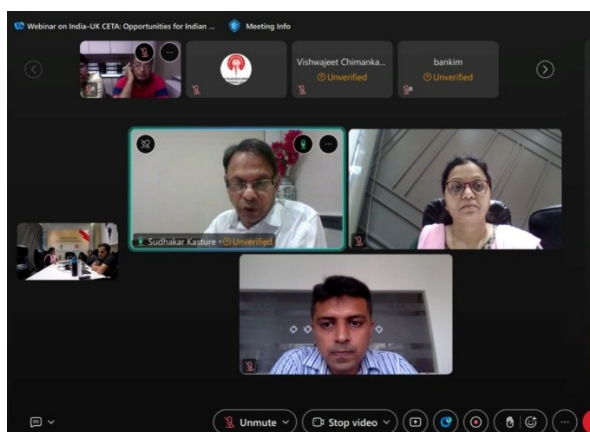 Webinar on India-UK CETA: Opportunities for Indian ...
Meeting Info
Vishwajeet Chimanka...
Unverified
bankim
Unverified
Sudhakar Kasture • Unverified
Unmute
Stop video